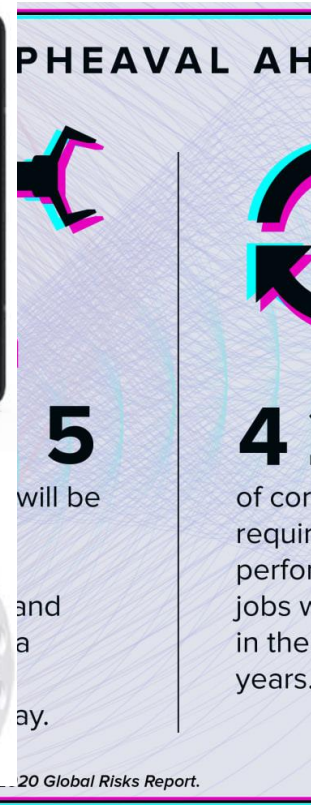 PHEAVAL AH
5
will be
and
a
ay.
4
of cor
requir
perfor
jobs w
in the
years.
20 Global Risks Report.